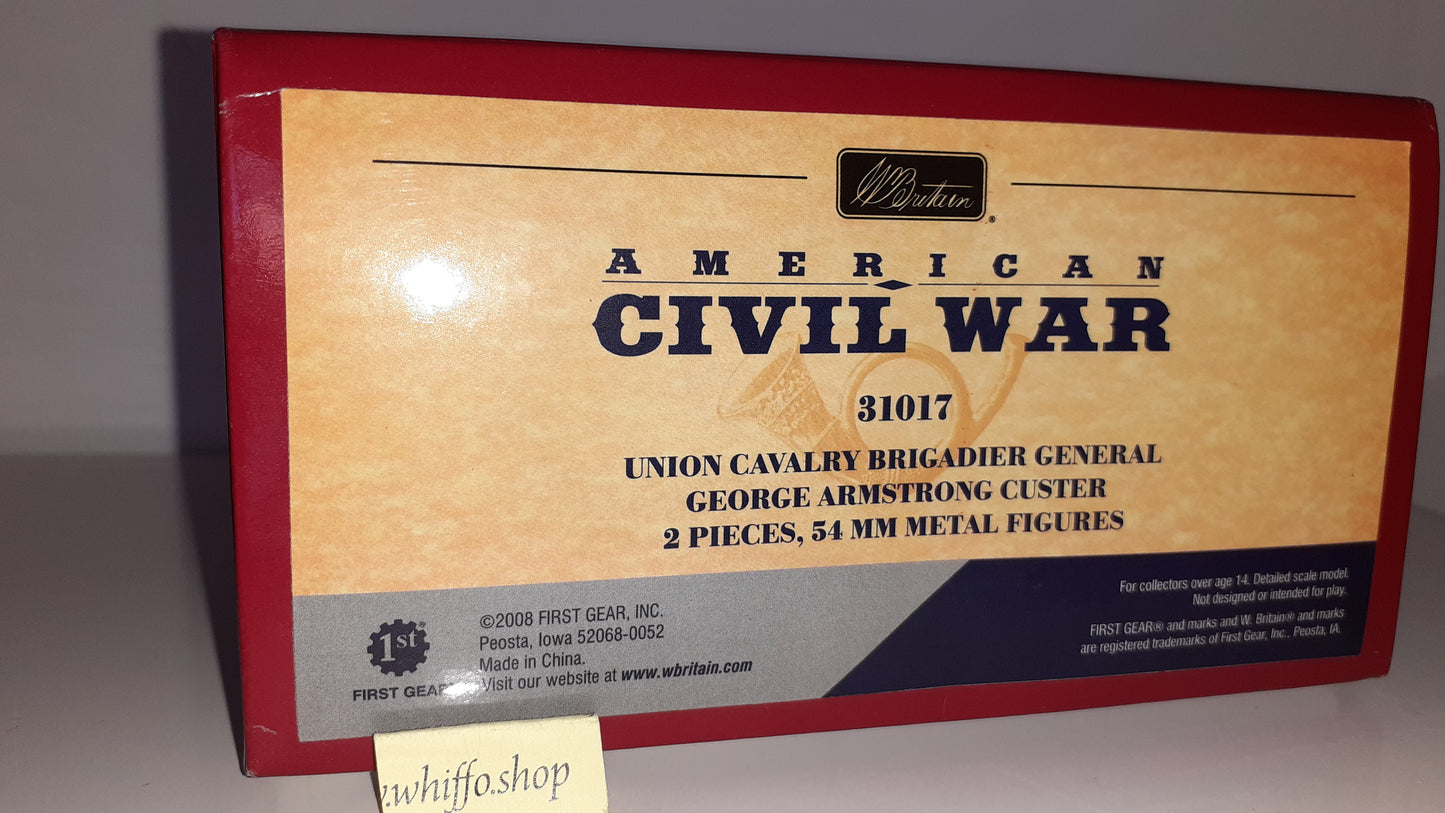 W Britain ®
AMERICAN
CIVIL WAR
31017
UNION CAVALRY BRIGADIER GENERAL
GEORGE ARMSTRONG CUSTER
2 PIECES, 54 MM METAL FIGURES
1st ®
FIRST GEAR
©2008 FIRST GEAR, INC.
Peosta, Iowa 52068-0052
Made in China.
Visit our website at www.wbritain.com
For collectors over age 14. Detailed scale model.
Not designed or intended for play.
FIRST GEAR® and marks and W. Britain® and marks
are registered trademarks of First Gear, Inc., Peosta, IA.
.whiffo.shop